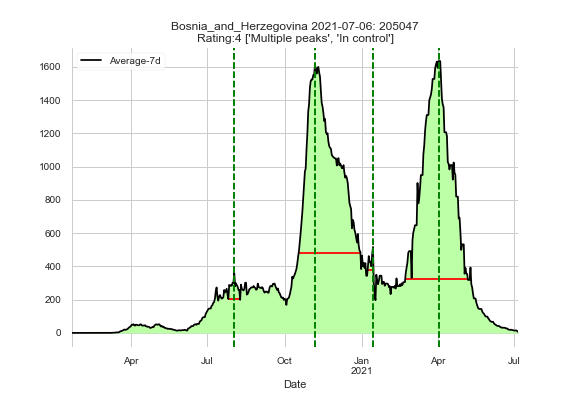 Bosnia_and_Herzegovina 2021-07-06: 205047
Rating:4 ['Multiple peaks', 'In control']
Average-7d
1600
1400
1200
1000
800
600
400
200
0
Apr Jul Oct Jan Apr Jul
2021
Date